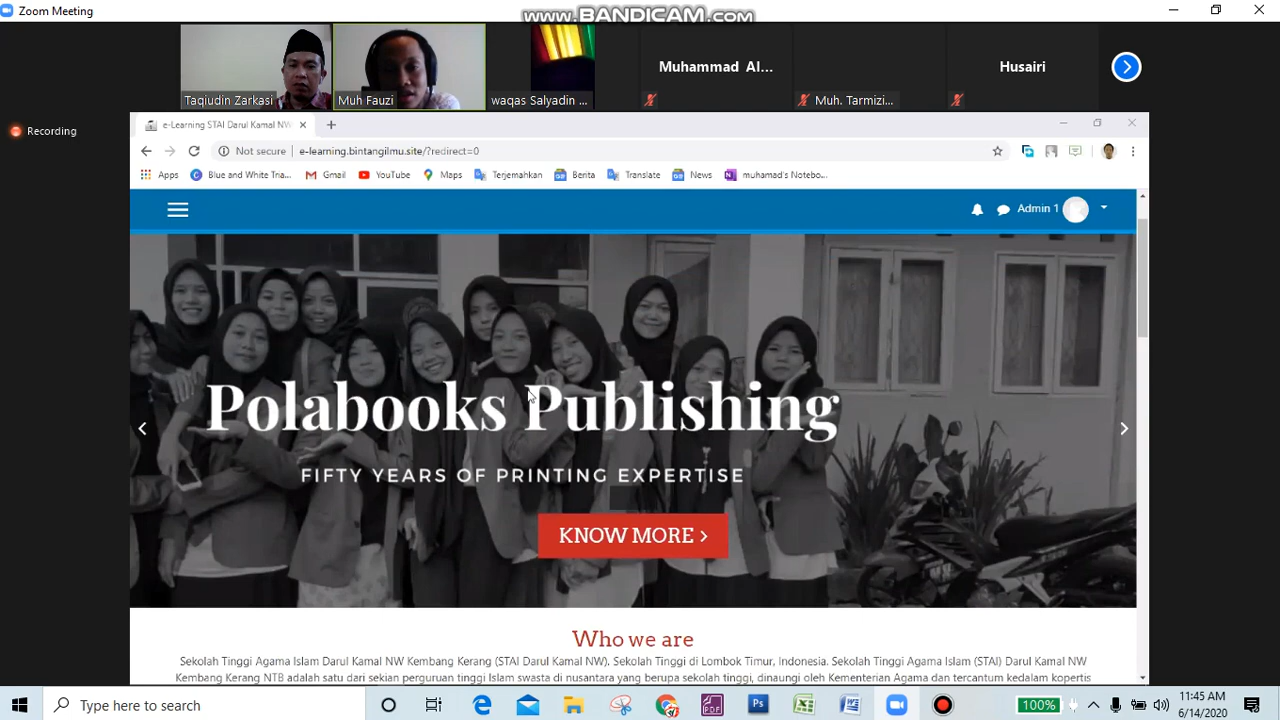 Zoom Meeting
www.BANDICAM.com
Taqiudin Zarkasi
Muh Fauzi
waqas Salyadin ...
Muhammad Al...
Muh. Tarmizi...
Husairi
Recording
e-Learning STAI Darul Kamal NW
Not secure
e-learning.bintangilmu.site/?redirect=0
Apps
Blue and White Tria...
Gmail
YouTube
Maps
Terjemahkan
Berita
Translate
News
muhamad's Notebo...
Admin 1
Polabooks Publishing
FIFTY YEARS OF PRINTING EXPERTISE
KNOW MORE >
Who we are
Sekolah Tinggi Agama Islam Darul Kamal NW Kembang Kerang (STAI Darul Kamal NW). Sekolah Tinggi di Lombok Timur, Indonesia. Sekolah Tinggi Agama Islam (STAI) Darul Kamal NW
Kembang Kerang NTB adalah satu dari sekian perguruan tinggi Islam swasta di nusantara yang berupa sekolah tinggi, dinaungi oleh Kementerian Agama dan tercantum kedalam kopertis
Type here to search
100%
11:45 AM
6/14/2020